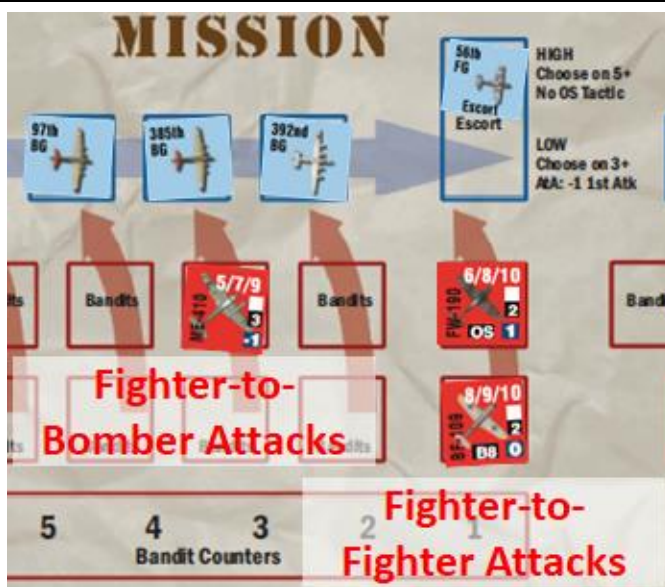 MISSION
56th
FG
Escort
Escort
HIGH
Choose on 5+
No OS Tactic
LOW
Choose on 3+
AtA: -1 1st Atk
97th
BG
385th
BG
392nd
BG
Bandits
5/7/9
ME-410
3
-1
Bandits
6/8/10
FW-190
2
OS 1
Fighter-to-
Bomber Attacks
8/9/10
BF-109
2
B8 0
5 4 3 2 1
Bandit Counters
Fighter-to-
Fighter Attacks